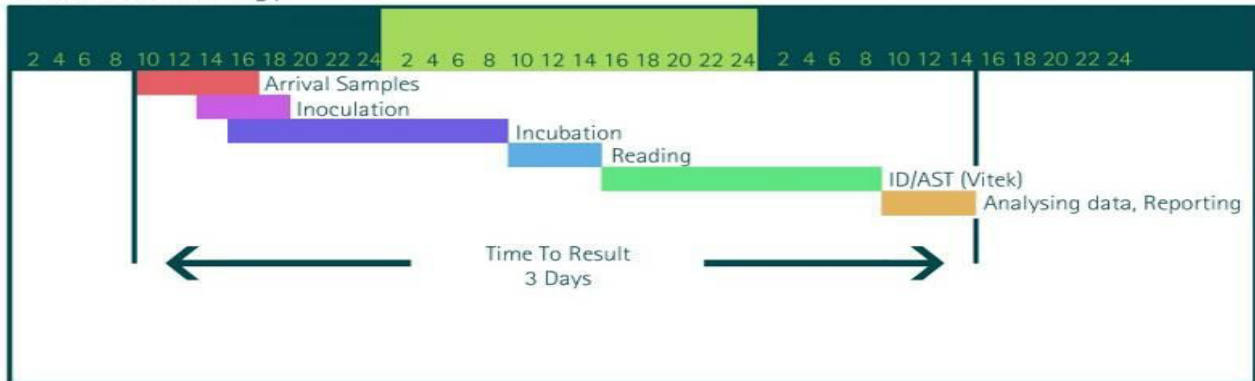 2 4 6 8 10 12 14 16 18 20 22 24 2 4 6 8 10 12 14 16 18 20 22 24 2 4 6 8 10 12 14 16 18 20 22 24
Arrival Samples
Inoculation
Incubation
Reading
ID/AST (Vitek)
Analysing data, Reporting
Time To Result
3 Days